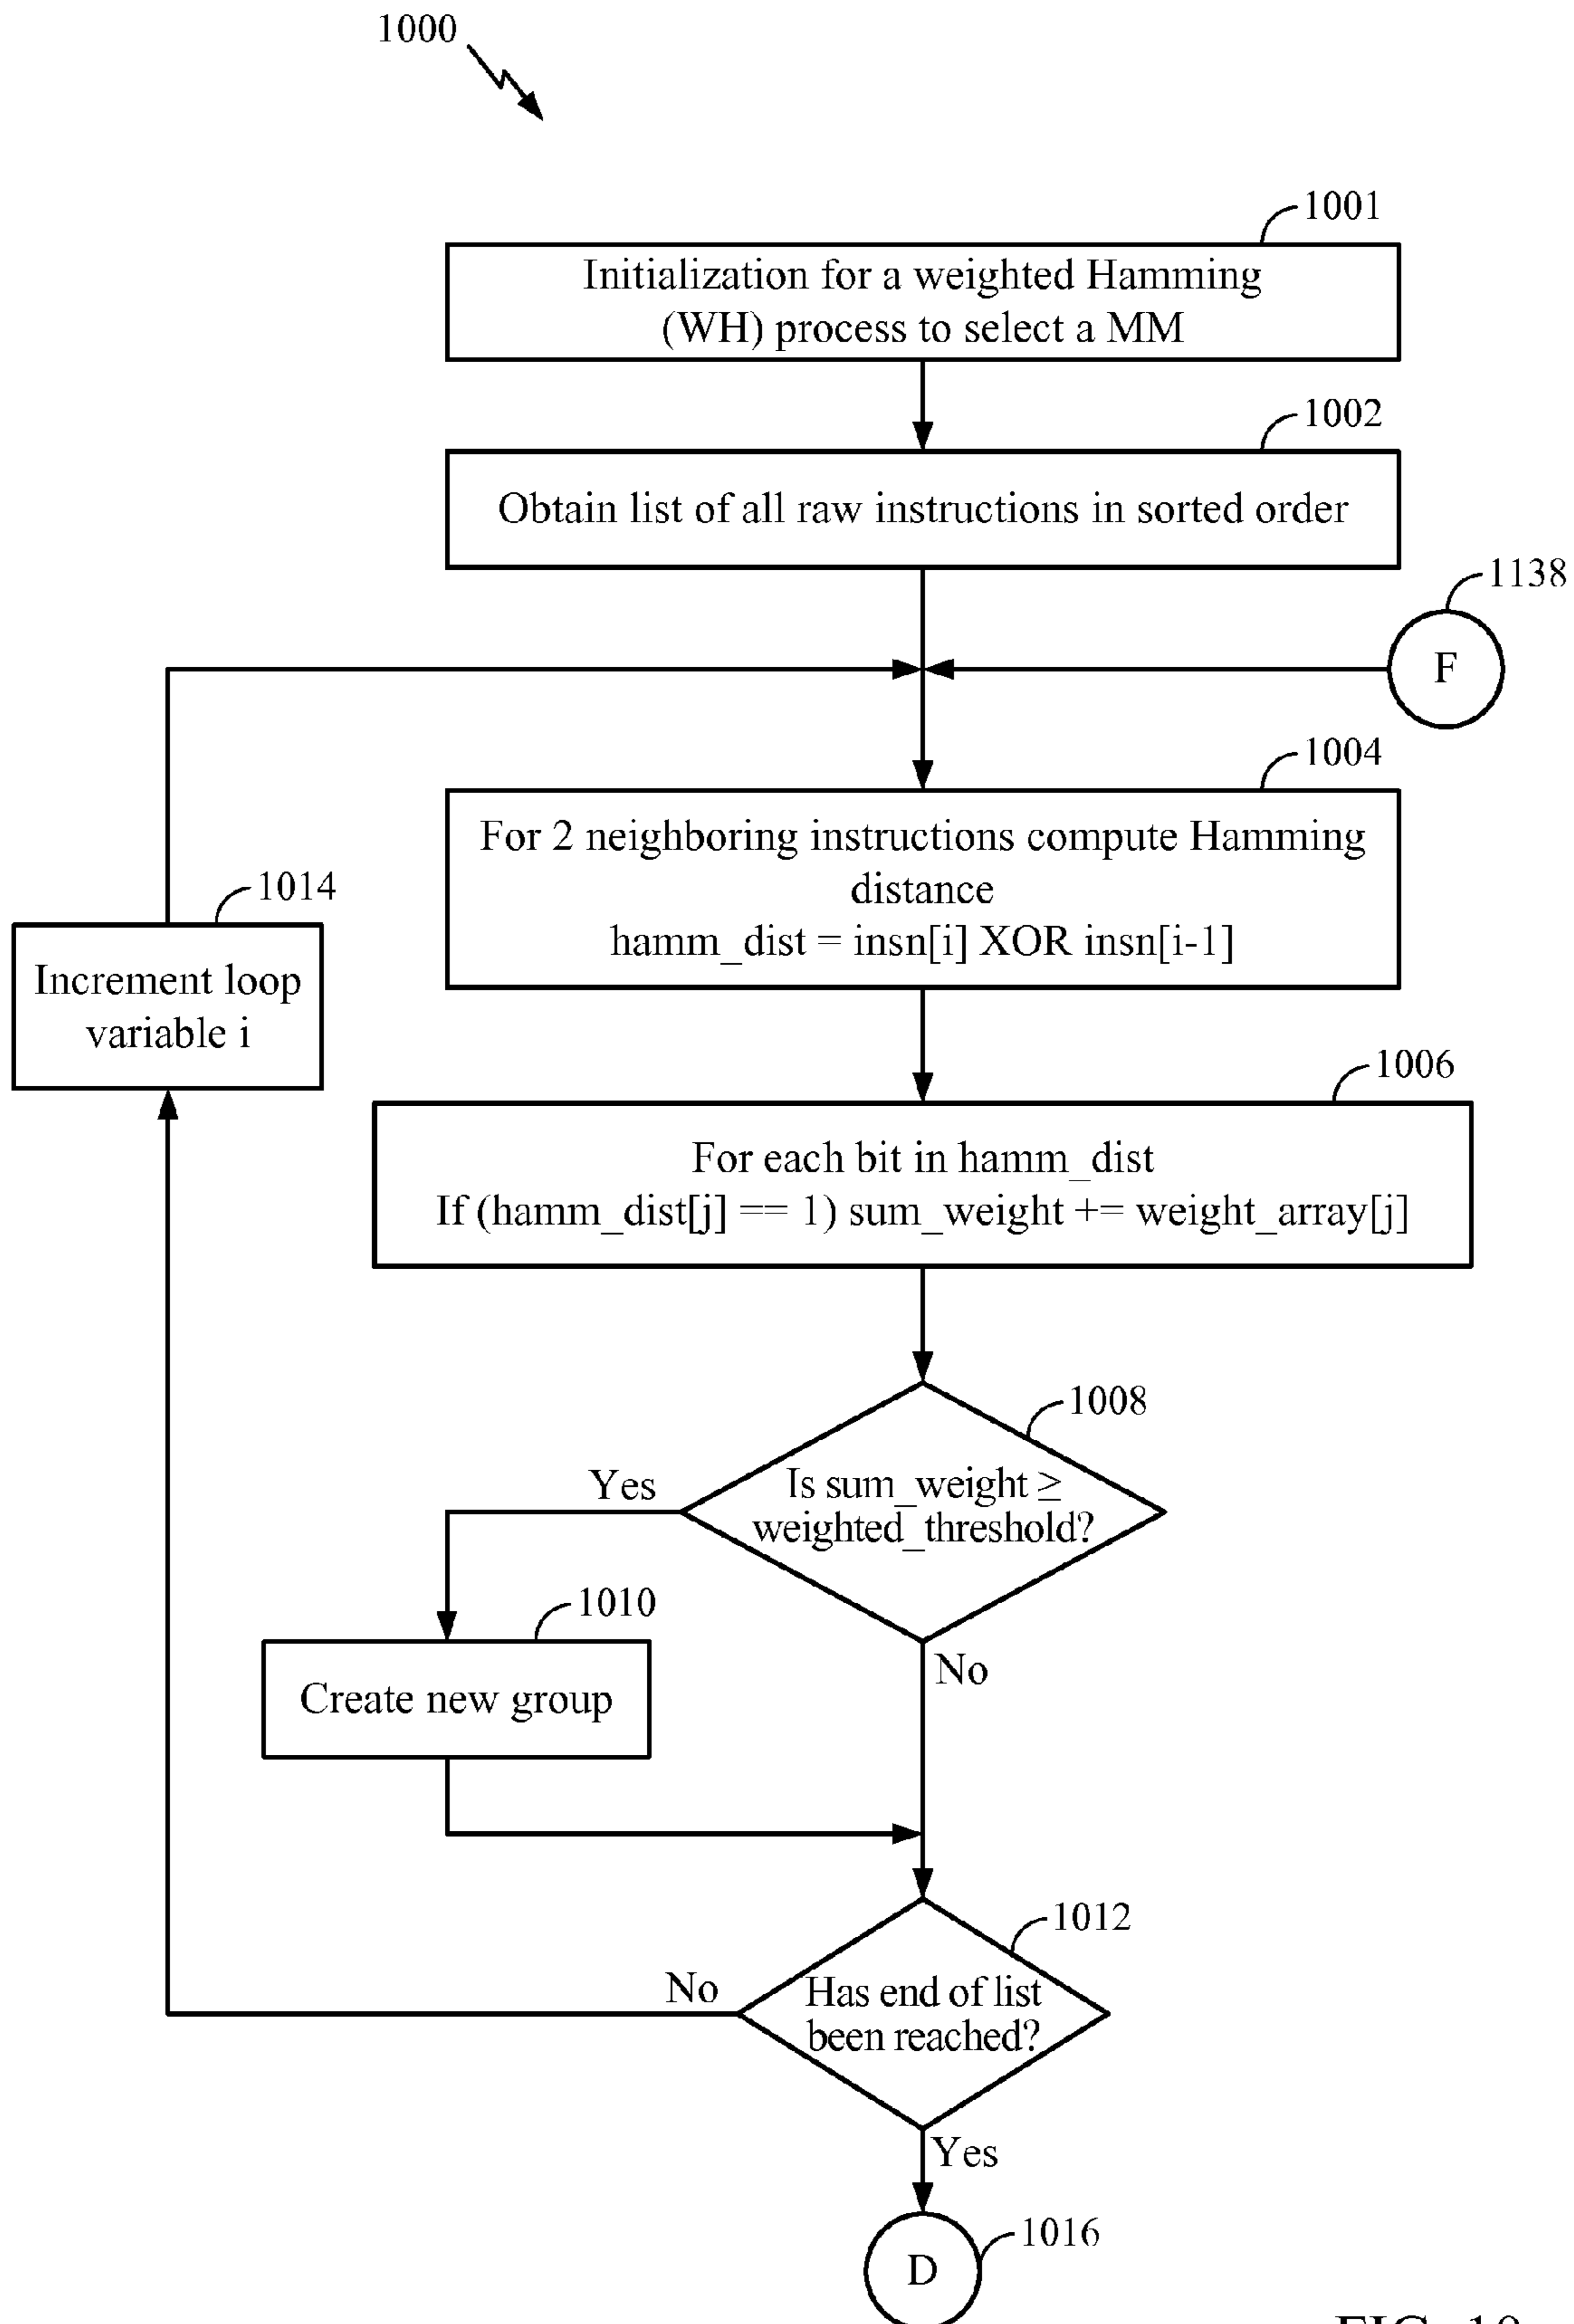 1000
1001
Initialization for a weighted Hamming
(WH) process to select a MM
1002
Obtain list of all raw instructions in sorted order
1138
F
1004
For 2 neighboring instructions compute Hamming
distance
hamm_dist = insn[i] XOR insn[i-1]
1014
Increment loop
variable i
1006
For each bit in hamm_dist
If (hamm_dist[j] == 1) sum_weight += weight_array[j]
1008
Is sum_weight ≥
weighted_threshold?
Yes
No
1010
Create new group
1012
Has end of list
been reached?
No
Yes
1016
D